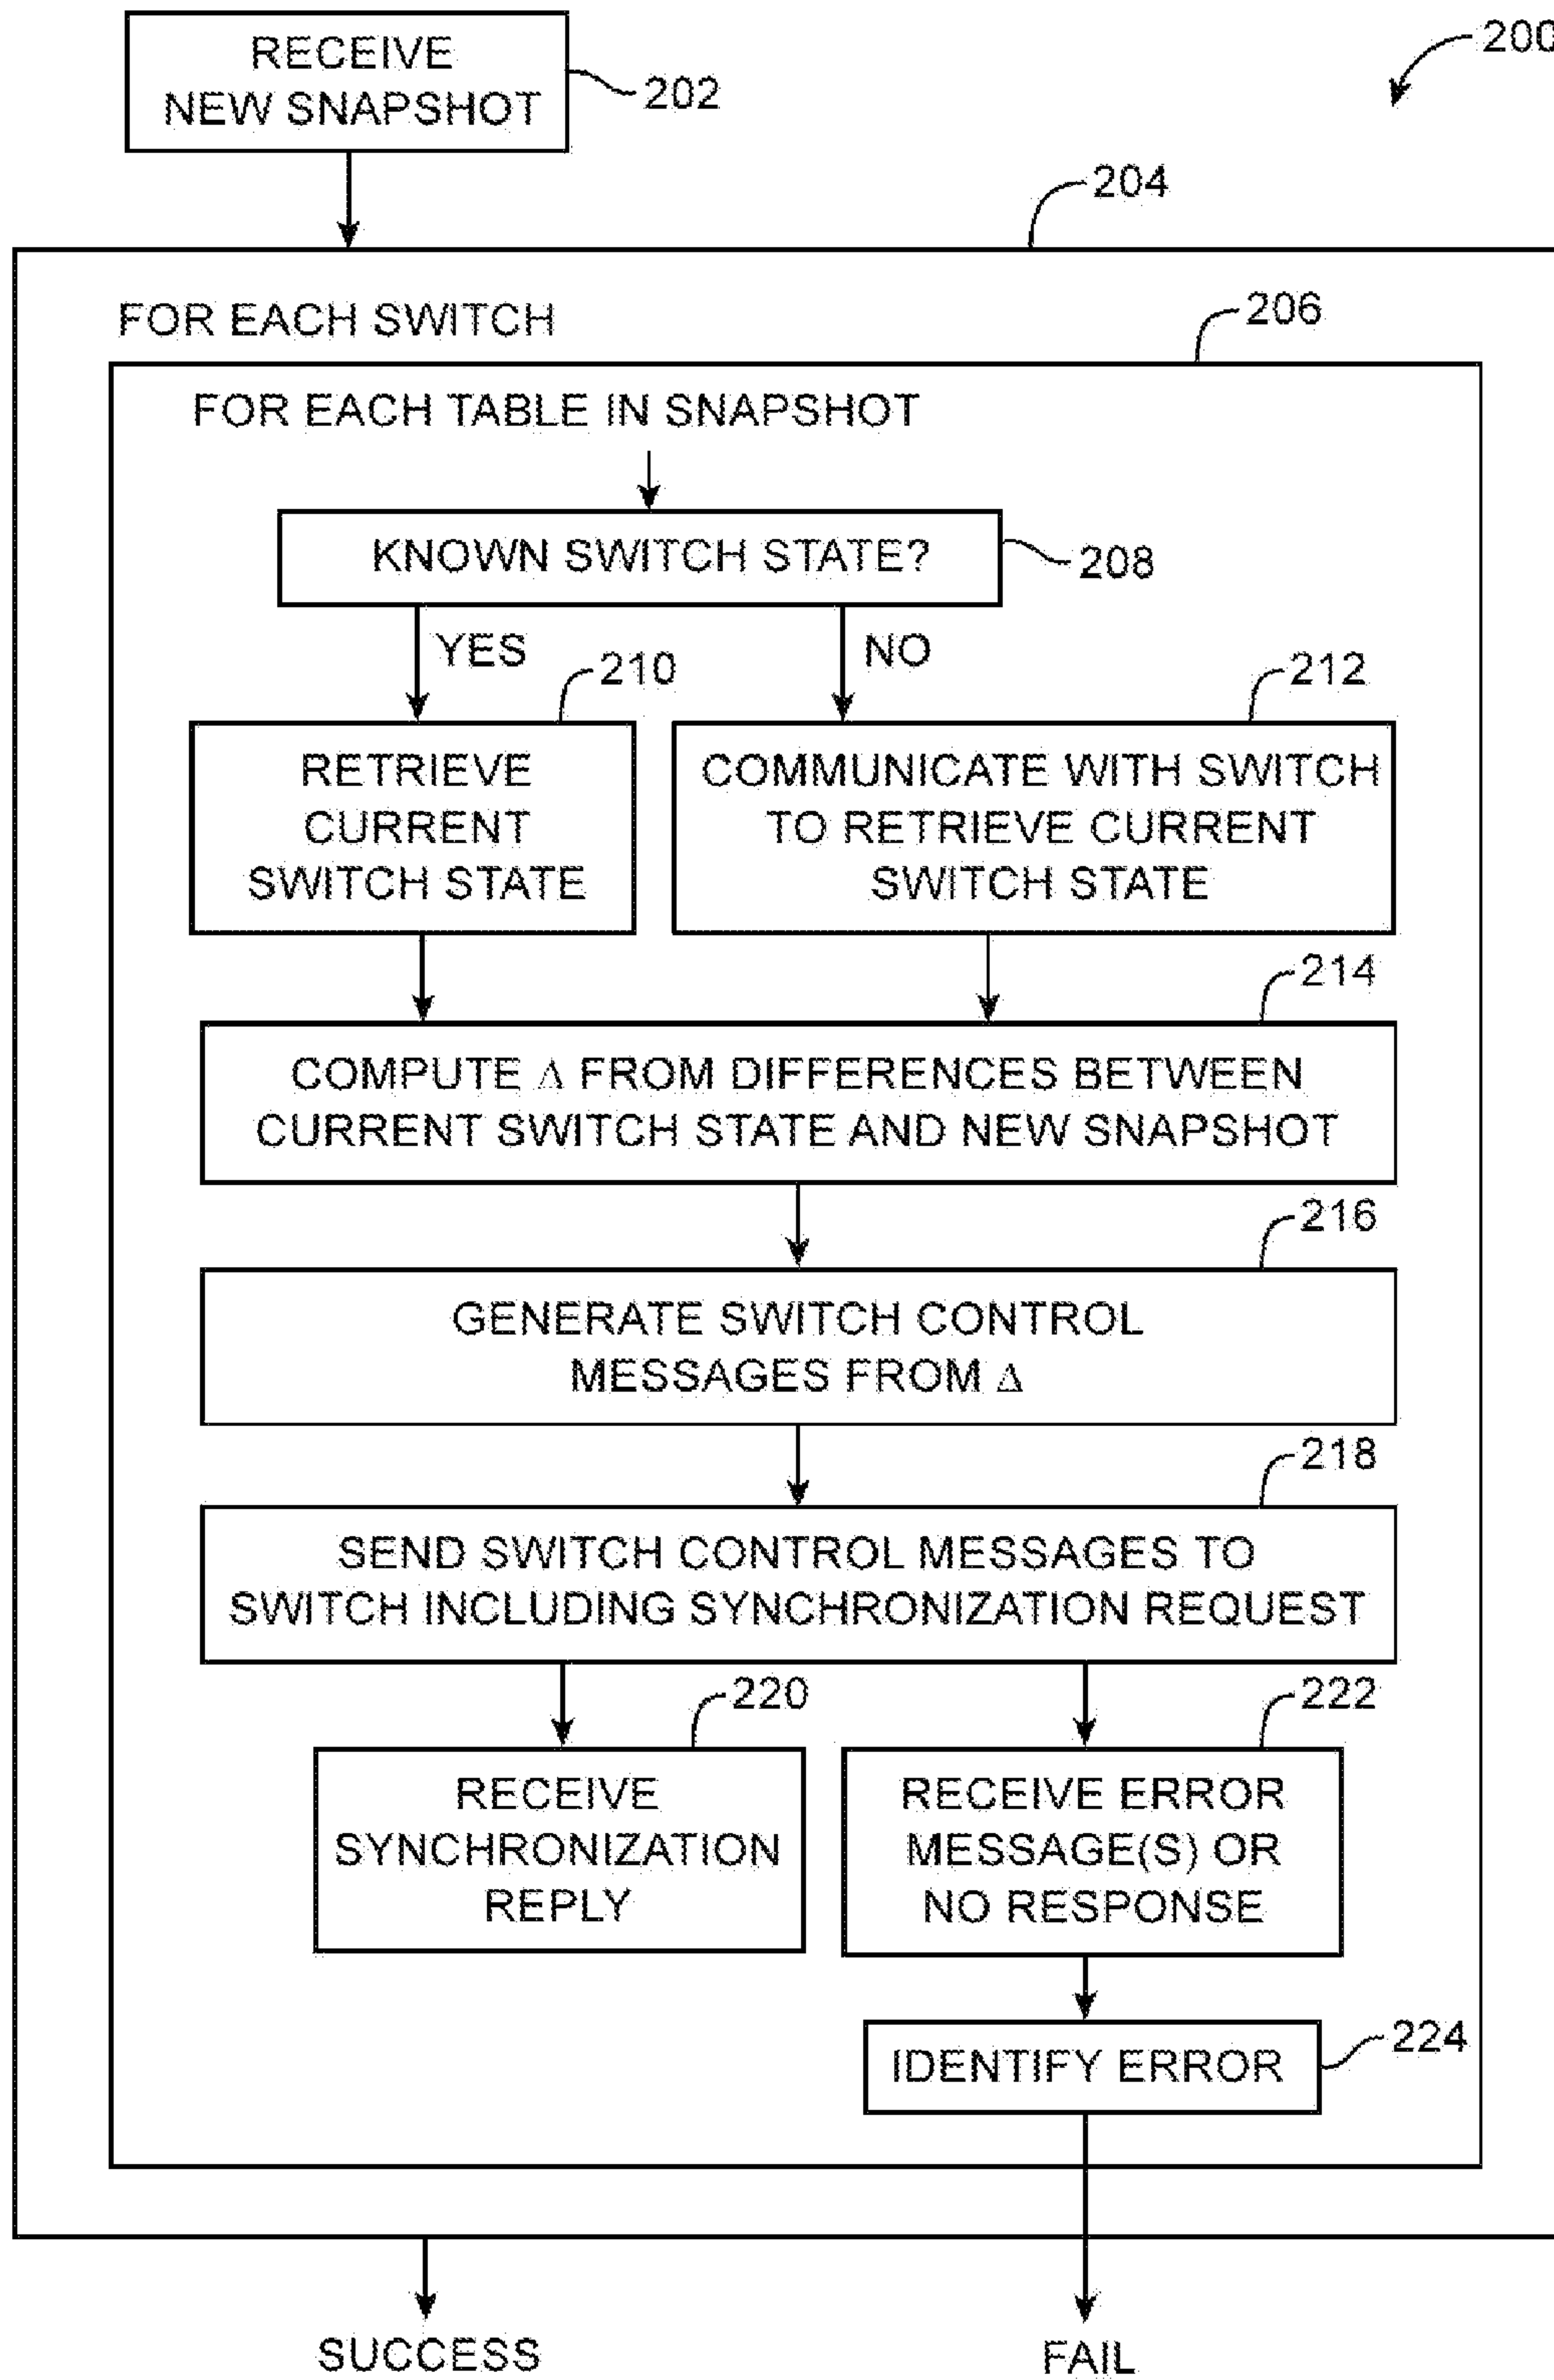 RECEIVE
NEW SNAPSHOT
202
200
204
FOR EACH SWITCH
206
FOR EACH TABLE IN SNAPSHOT
KNOWN SWITCH STATE?
208
YES
NO
210
212
RETRIEVE
CURRENT
SWITCH STATE
COMMUNICATE WITH SWITCH
TO RETRIEVE CURRENT
SWITCH STATE
214
COMPUTE Δ FROM DIFFERENCES BETWEEN
CURRENT SWITCH STATE AND NEW SNAPSHOT
216
GENERATE SWITCH CONTROL
MESSAGES FROM Δ
218
SEND SWITCH CONTROL MESSAGES TO
SWITCH INCLUDING SYNCHRONIZATION REQUEST
220
222
RECEIVE
SYNCHRONIZATION
REPLY
RECEIVE ERROR
MESSAGE(S) OR
NO RESPONSE
IDENTIFY ERROR
224
SUCCESS
FAIL